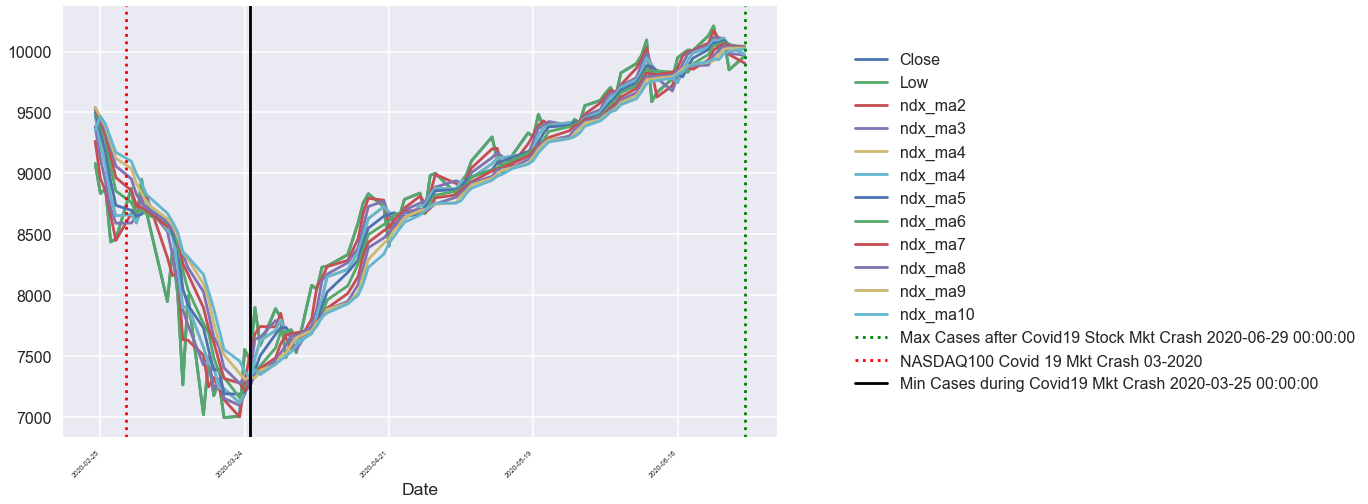 10000
9500
9000
8500
8000
7500
7000
2020-02-25
2020-03-24
2020-04-21
2020-05-19
2020-06-16
Date
Close
Low
ndx_ma2
ndx_ma3
ndx_ma4
ndx_ma4
ndx_ma5
ndx_ma6
ndx_ma7
ndx_ma8
ndx_ma9
ndx_ma10
Max Cases after Covid19 Stock Mkt Crash 2020-06-29 00:00:00
NASDAQ100 Covid 19 Mkt Crash 03-2020
Min Cases during Covid19 Mkt Crash 2020-03-25 00:00:00